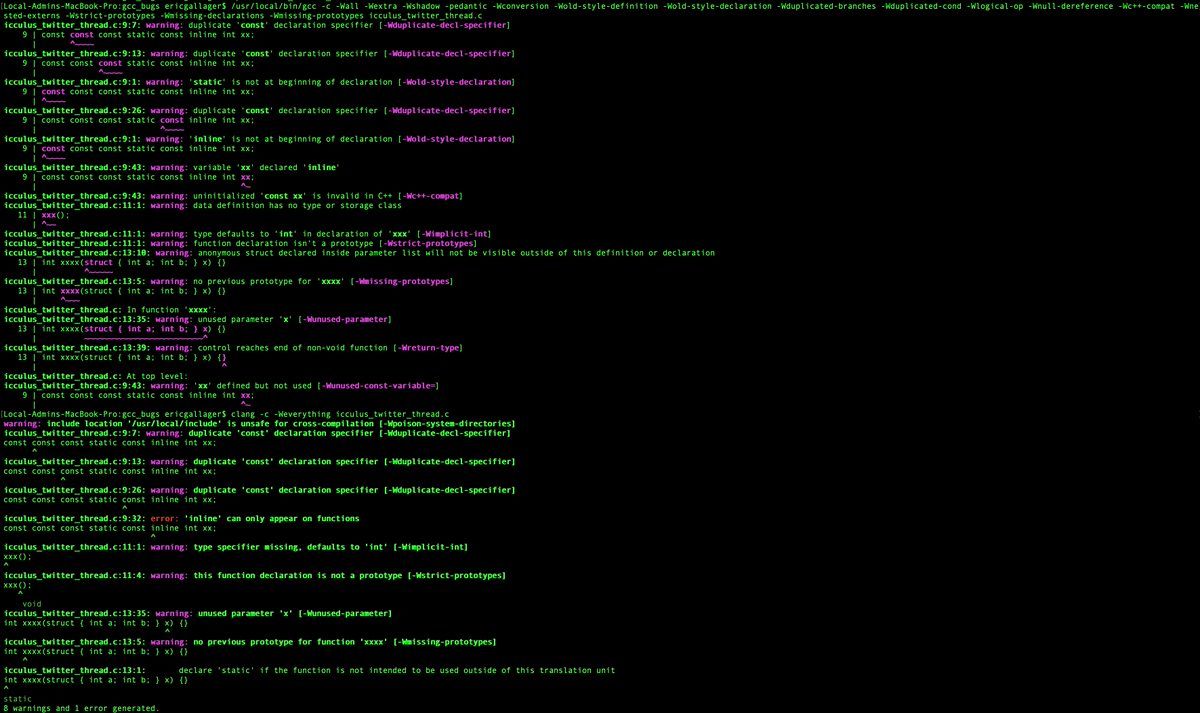 [Local-Admins-MacBook-Pro:gcc_bugs ericgallager$ /usr/local/bin/gcc -c -Wall -Wextra -Wshadow -pedantic -Wconversion -Wold-style-definition -Wold-style-declaration -Wduplicated-branches -Wduplicated-cond -Wlogical-op -Wnull-dereference -Wc++-compat -Wne
sted-externs -Wstrict-prototypes -Wmissing-declarations -Wmissing-prototypes icculus_twitter_thread.c
icculus_twitter_thread.c:9:7: warning: duplicate 'const' declaration specifier [-Wduplicate-decl-specifier]
9 | const const const static const inline int xx;
| ^~~~~
icculus_twitter_thread.c:9:13: warning: duplicate 'const' declaration specifier [-Wduplicate-decl-specifier]
9 | const const const static const inline int xx;
| ^~~~~
icculus_twitter_thread.c:9:1: warning: 'static' is not at beginning of declaration [-Wold-style-declaration]
9 | const const const static const inline int xx;
| ^~~~~
icculus_twitter_thread.c:9:26: warning: duplicate 'const' declaration specifier [-Wduplicate-decl-specifier]
9 | const const const static const inline int xx;
| ^~~~~
icculus_twitter_thread.c:9:1: warning: 'inline' is not at beginning of declaration [-Wold-style-declaration]
9 | const const const static const inline int xx;
| ^~~~~
icculus_twitter_thread.c:9:43: warning: variable 'xx' declared 'inline'
9 | const const const static const inline int xx;
| ^~
icculus_twitter_thread.c:9:43: warning: uninitialized 'const xx' is invalid in C++ [-Wc++-compat]
icculus_twitter_thread.c:11:1: warning: data definition has no type or storage class
11 | xxx();
| ^~~
icculus_twitter_thread.c:11:1: warning: type defaults to 'int' in declaration of 'xxx' [-Wimplicit-int]
icculus_twitter_thread.c:11:1: warning: function declaration isn't a prototype [-Wstrict-prototypes]
icculus_twitter_thread.c:13:10: warning: anonymous struct declared inside parameter list will not be visible outside of this definition or declaration
13 | int xxxx(struct { int a; int b; } x) {}
| ^~~~~~
icculus_twitter_thread.c:13:5: warning: no previous prototype for 'xxxx' [-Wmissing-prototypes]
13 | int xxxx(struct { int a; int b; } x) {}
| ^~~~
icculus_twitter_thread.c: In function 'xxxx':
icculus_twitter_thread.c:13:35: warning: unused parameter 'x' [-Wunused-parameter]
13 | int xxxx(struct { int a; int b; } x) {}
| ~~~~~~~~~~~~~~~~~~~~~~~~~^
icculus_twitter_thread.c:13:39: warning: control reaches end of non-void function [-Wreturn-type]
13 | int xxxx(struct { int a; int b; } x) {}
| ^
icculus_twitter_thread.c: At top level:
icculus_twitter_thread.c:9:43: warning: 'xx' defined but not used [-Wunused-const-variable=]
9 | const const const static const inline int xx;
| ^~
[Local-Admins-MacBook-Pro:gcc_bugs ericgallager$ clang -c -Weverything icculus_twitter_thread.c
warning: include location '/usr/local/include' is unsafe for cross-compilation [-Wpoison-system-directories]
icculus_twitter_thread.c:9:7: warning: duplicate 'const' declaration specifier [-Wduplicate-decl-specifier]
const const const static const inline int xx;
^
icculus_twitter_thread.c:9:13: warning: duplicate 'const' declaration specifier [-Wduplicate-decl-specifier]
const const const static const inline int xx;
^
icculus_twitter_thread.c:9:26: warning: duplicate 'const' declaration specifier [-Wduplicate-decl-specifier]
const const const static const inline int xx;
^
icculus_twitter_thread.c:9:32: error: 'inline' can only appear on functions
const const const static const inline int xx;
^
icculus_twitter_thread.c:11:1: warning: type specifier missing, defaults to 'int' [-Wimplicit-int]
xxx();
^
icculus_twitter_thread.c:11:4: warning: this function declaration is not a prototype [-Wstrict-prototypes]
xxx();
^
void
icculus_twitter_thread.c:13:35: warning: unused parameter 'x' [-Wunused-parameter]
int xxxx(struct { int a; int b; } x) {}
^
icculus_twitter_thread.c:13:5: warning: no previous prototype for function 'xxxx' [-Wmissing-prototypes]
int xxxx(struct { int a; int b; } x) {}
^
icculus_twitter_thread.c:13:1: declare 'static' if the function is not intended to be used outside of this translation unit
int xxxx(struct { int a; int b; } x) {}
^
static
8 warnings and 1 error generated.